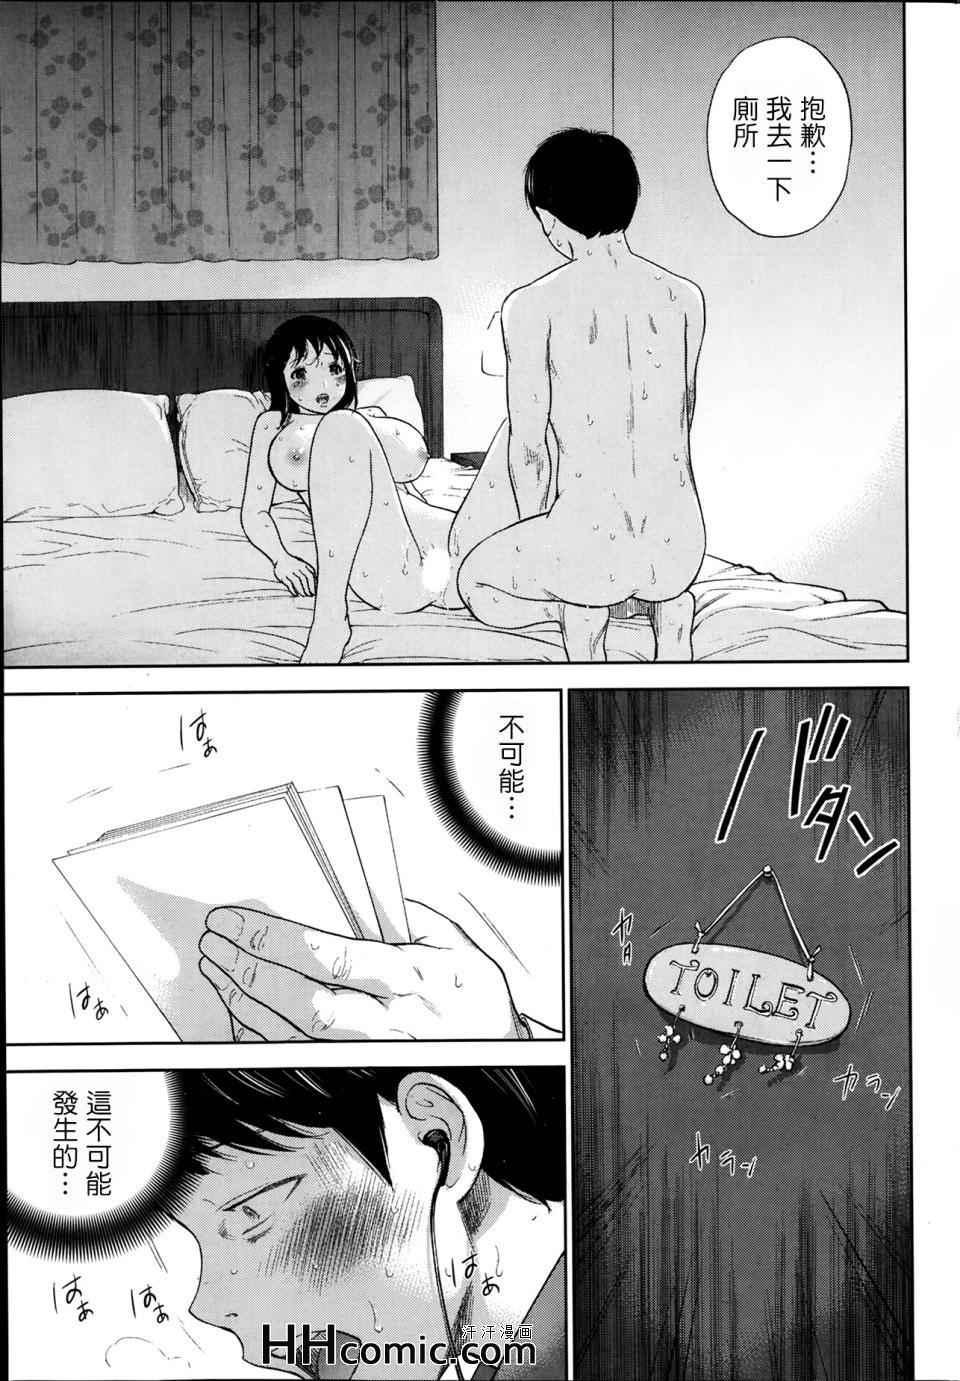 抱歉…
我去一下
廁所
バタン
カタ
TOILET
カラン
カラン
不可能…
はぁ
はぁ
這不可能
發生的…
はぁ
はぁ
はぁ
汗汗漫画
HHcomic.com